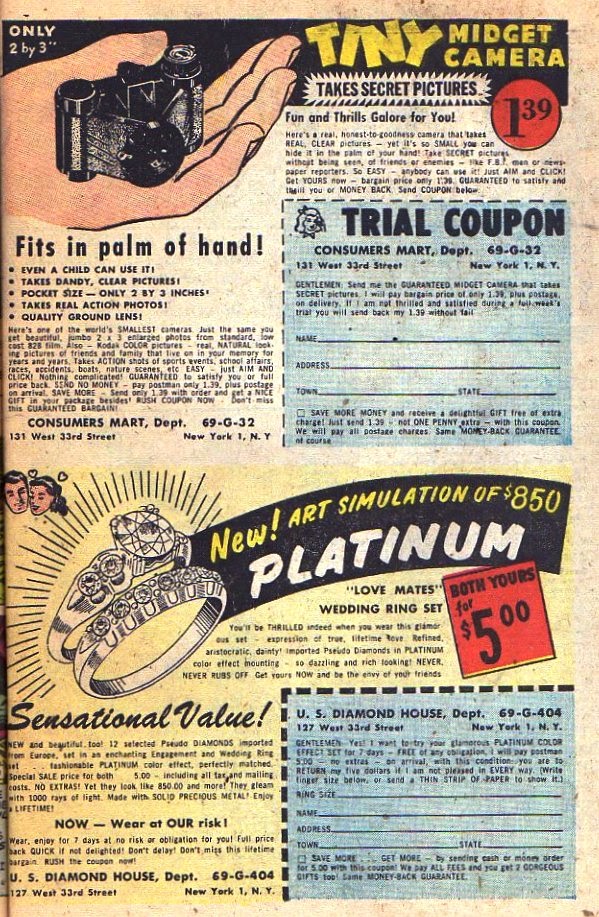 ONLY
2 by 3"
TINY MIDGET
CAMERA
TAKES SECRET PICTURES
1.39
Fun and Thrills Galore for You!
Here's a real, honest-to-goodness camera that takes
REAL, CLEAR pictures — yet it's so SMALL you can
hide it in the palm of your hand! Take SECRET pictures
without being seen, of friends or enemies — like F.B.I. men or news-
paper reporters. So EASY — anybody can use it! Just AIM and CLICK!
Get YOURS now — bargain price only 1.39. GUARANTEED to satisfy and
thrill you or MONEY BACK. Send COUPON below.
Fits in palm of hand!
• EVEN A CHILD CAN USE IT!
• TAKES DANDY, CLEAR PICTURES!
• POCKET SIZE — ONLY 2 BY 3 INCHES!
• TAKES REAL ACTION PHOTOS!
• QUALITY GROUND LENS!
Here's one of the world's SMALLEST cameras. Just the same you
get beautiful, jumbo 2 x 3 enlarged photos from standard, low
cost 828 film. Also — Kodak COLOR pictures — real, NATURAL look-
ing pictures of friends and family that live on in your memory for
years and years. Takes ACTION shots of sports events, school affairs,
races, accidents, boats, nature scenes, etc EASY — just AIM and
CLICK! Nothing complicated! GUARANTEED to satisfy you or full
price back. SEND NO MONEY — pay postman only 1.39, plus postage
on arrival. SAVE MORE — Send only 1.39 with order and get a NICE
GIFT in your package besides! RUSH COUPON NOW — Don't miss
this GUARANTEED BARGAIN!
CONSUMERS MART, Dept. 69-G-32
131 West 33rd Street New York 1, N. Y
TRIAL COUPON
CONSUMERS MART, Dept. 69-G-32
131 West 33rd Street New York 1, N. Y.
GENTLEMEN: Send me the GUARANTEED MIDGET CAMERA that takes
SECRET pictures. I will pay bargain price of only 1.39, plus postage,
on delivery. If I am not thrilled and satisfied during a full week's
trial you will send back my 1.39 without fail
NAME
ADDRESS
TOWN STATE
□ SAVE MORE MONEY and receive a delightful GIFT free of extra
charge! Just send 1.39 — not ONE PENNY extra — with this coupon.
We will pay all postage charges. Same MONEY-BACK GUARANTEE,
of course
New! ART SIMULATION OF $850
PLATINUM
"LOVE MATES"
WEDDING RING SET
BOTH YOURS
for
$5.00
You'll be THRILLED indeed when you wear this glamor
ous set — expression of true, lifetime love. Refined,
aristocratic, dainty! Imported Pseudo Diamonds in PLATINUM
color effect mounting — so dazzling and rich looking! NEVER,
NEVER RUBS OFF Get yours NOW and be the envy of your friends
Sensational Value!
NEW and beautiful, too! 12 selected Pseudo DIAMONDS imported
from Europe, set in an enchanting Engagement and Wedding Ring
set fashionable PLATINUM color effect, perfectly matched.
Special SALE price for both 5.00 — including all tax and mailing
costs. NO EXTRAS! Yet they look like 850.00 and more! They gleam
with 1000 rays of light. Made with SOLID PRECIOUS METAL! Enjoy
a LIFETIME!
NOW — Wear at OUR risk!
Wear, enjoy for 7 days at no risk or obligation for you! Full price
back QUICK if not delighted! Don't delay! Don't miss this lifetime
bargain. RUSH the coupon now!
U. S. DIAMOND HOUSE, Dept. 69-G-404
127 West 33rd Street New York 1, N. Y.
U. S. DIAMOND HOUSE, Dept. 69-G-404
127 West 33rd Street New York 1, N. Y.
GENTLEMEN: Yes! I want to try your glamorous PLATINUM COLOR
EFFECT SET for 7 days — FREE of any obligation. I will pay postman
5.00 — no extras — on arrival, with this condition: you are to
RETURN my five dollars if I am not pleased in EVERY way. (Write
finger size below, or send a THIN STRIP OF PAPER to show it.)
RING SIZE
NAME
ADDRESS
TOWN STATE
□ SAVE MORE . . . GET MORE — by sending cash or money order
for 5.00 with this coupon! We pay ALL FEES and you get 2 GORGEOUS
GIFTS too! Same MONEY-BACK GUARANTEE.